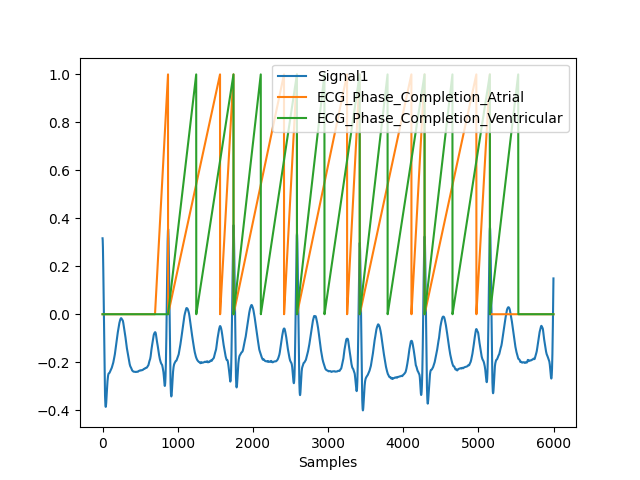 1.0
0.8
0.6
0.4
0.2
0.0
−0.2
−0.4
Signal1
ECG_Phase_Completion_Atrial
ECG_Phase_Completion_Ventricular
0 1000 2000 3000 4000 5000 6000
Samples